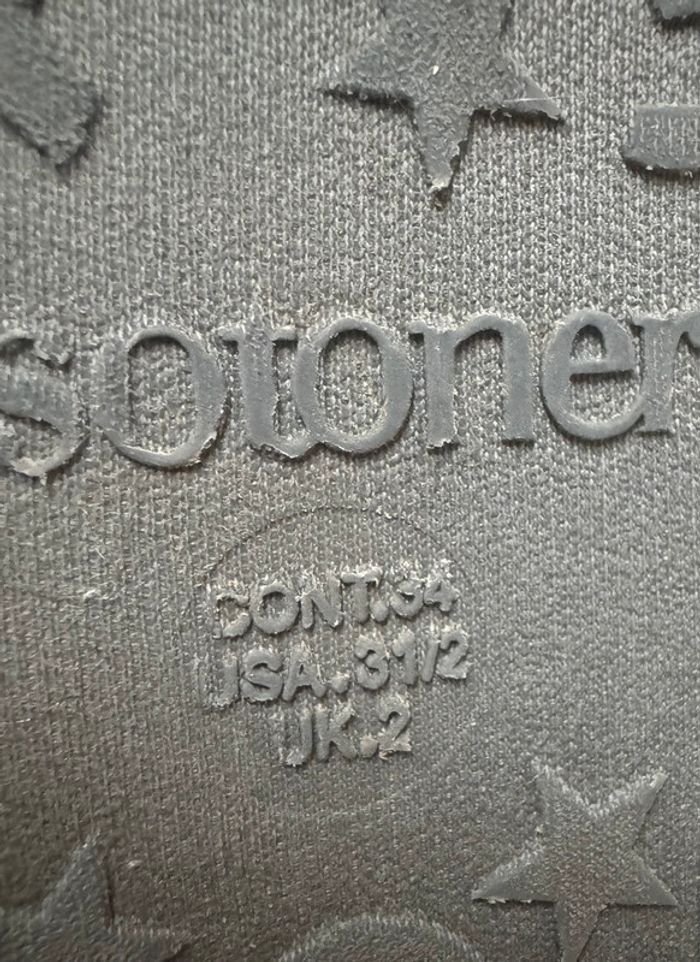 sotoner
CONT.34
USA..31/2
UK.2